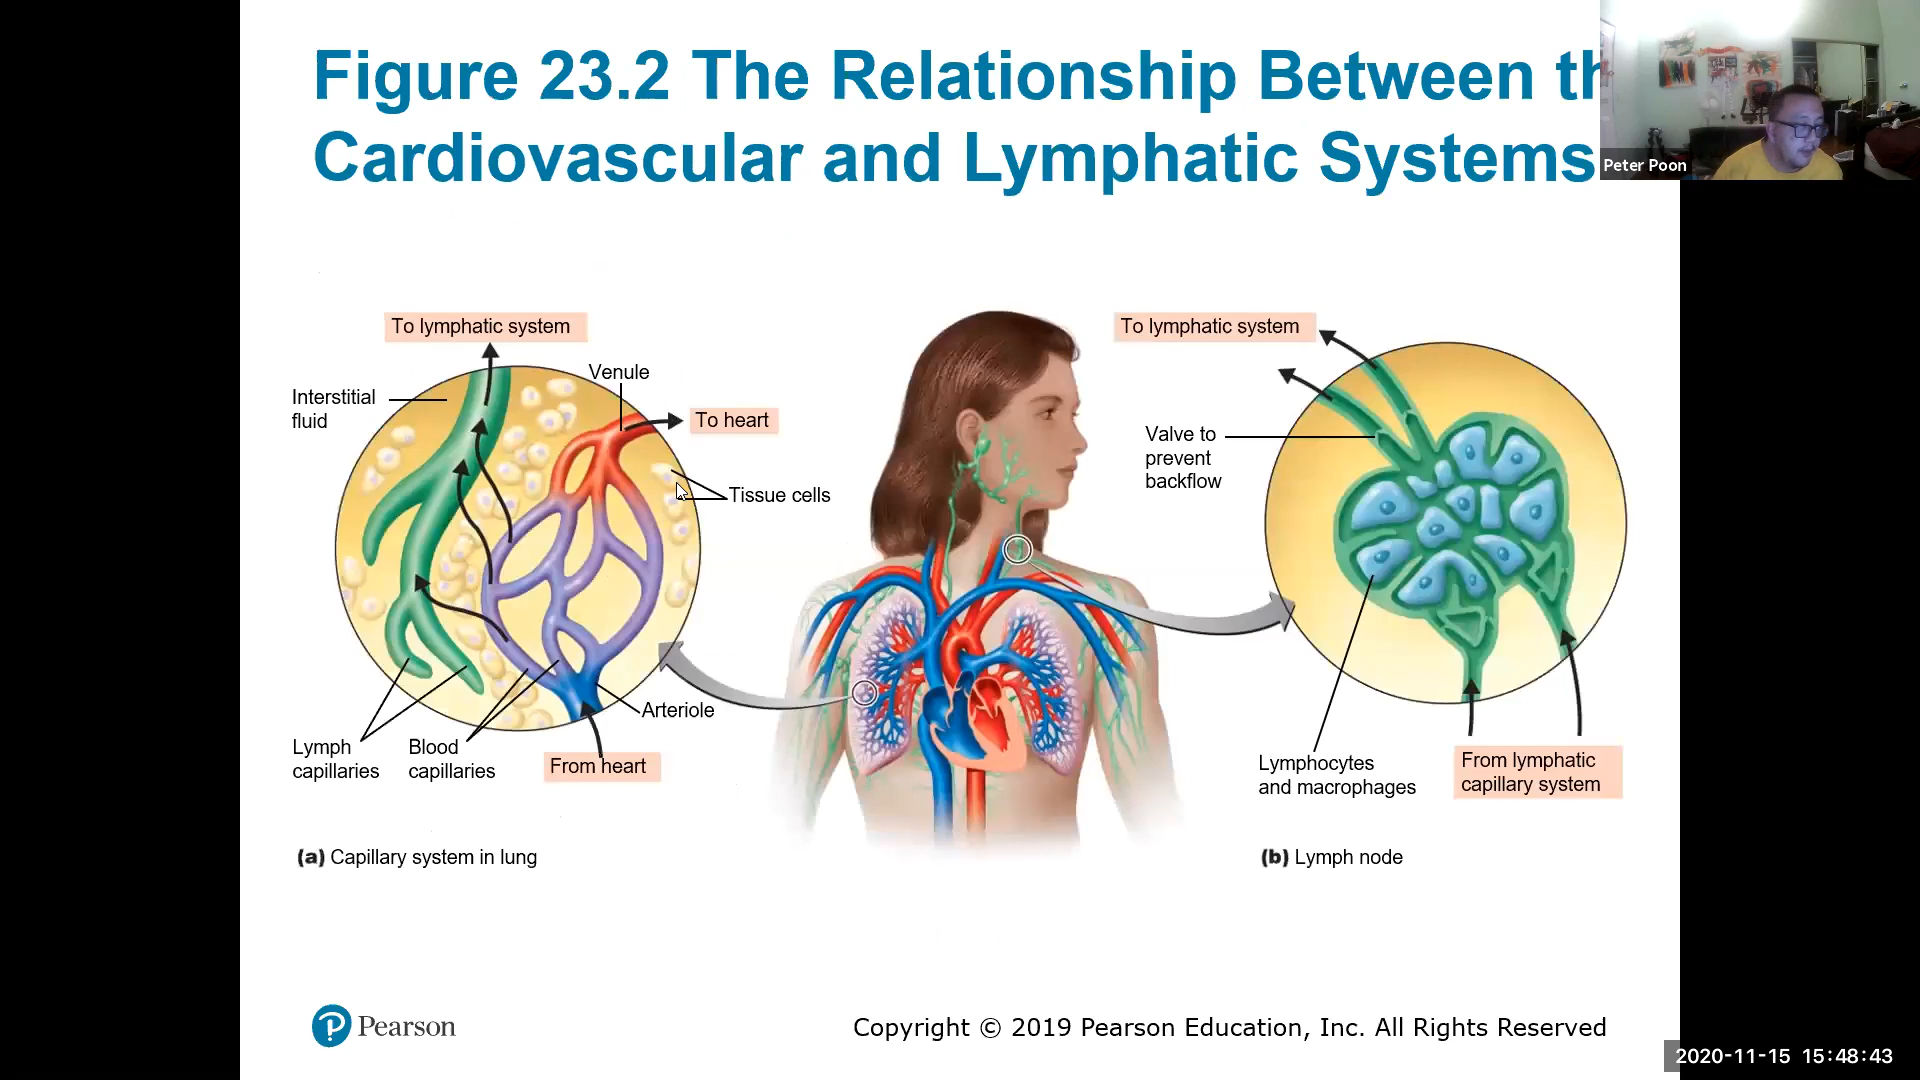 Figure 23.2 The Relationship Between th
Cardiovascular and Lymphatic Systems
Peter Poon
To lymphatic system
Interstitial
fluid
Venule
To heart
Tissue cells
Arteriole
Lymph
capillaries
Blood
capillaries
From heart
(a) Capillary system in lung
To lymphatic system
Valve to
prevent
backflow
Lymphocytes
and macrophages
From lymphatic
capillary system
(b) Lymph node
Pearson
Copyright © 2019 Pearson Education, Inc. All Rights Reserved
2020-11-15 15:48:43